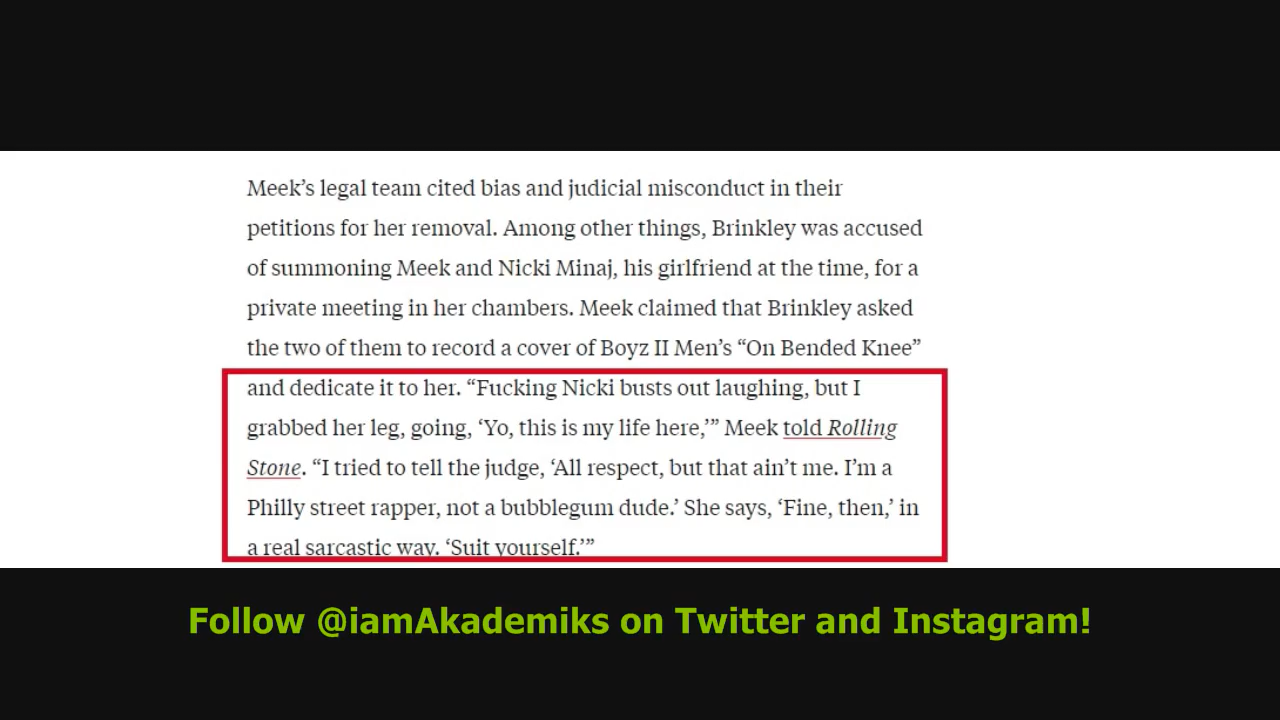 Meek’s legal team cited bias and judicial misconduct in their
petitions for her removal. Among other things, Brinkley was accused
of summoning Meek and Nicki Minaj, his girlfriend at the time, for a
private meeting in her chambers. Meek claimed that Brinkley asked
the two of them to record a cover of Boyz II Men’s “On Bended Knee”
and dedicate it to her. “Fucking Nicki busts out laughing, but I
grabbed her leg, going, ‘Yo, this is my life here,’” Meek told Rolling
Stone. “I tried to tell the judge, ‘All respect, but that ain’t me. I’m a
Philly street rapper, not a bubblegum dude.’ She says, ‘Fine, then,’ in
a real sarcastic way. ‘Suit yourself.’”
Follow @iamAkademiks on Twitter and Instagram!